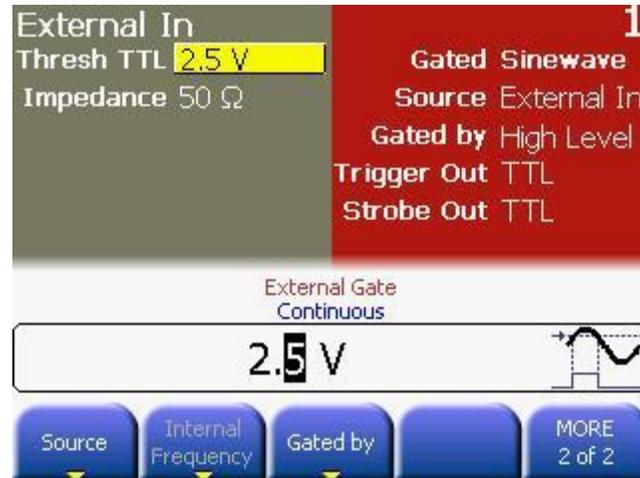 External In
1
Thresh TTL 2.5 V
Impedance 50 Ω
Gated Sinewave
Source External In
Gated by High Level
Trigger Out TTL
Strobe Out TTL
External Gate
Continuous
2.5 V
Source
Internal Frequency
Gated by
MORE
2 of 2